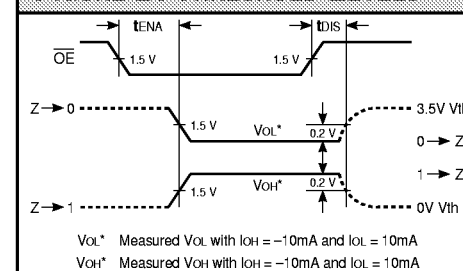 tENA
tDIS
OE
1.5 V
1.5 V
Z→0
3.5V Vth
1.5 V
VOL*
0.2 V
0→Z
1→Z
VOH*
0.2 V
1.5 V
Z→1
0V Vth
VOL* Measured VOL with IOH = –10mA and IOL = 10mA
VOH* Measured VOH with IOH = –10mA and IOL = 10mA